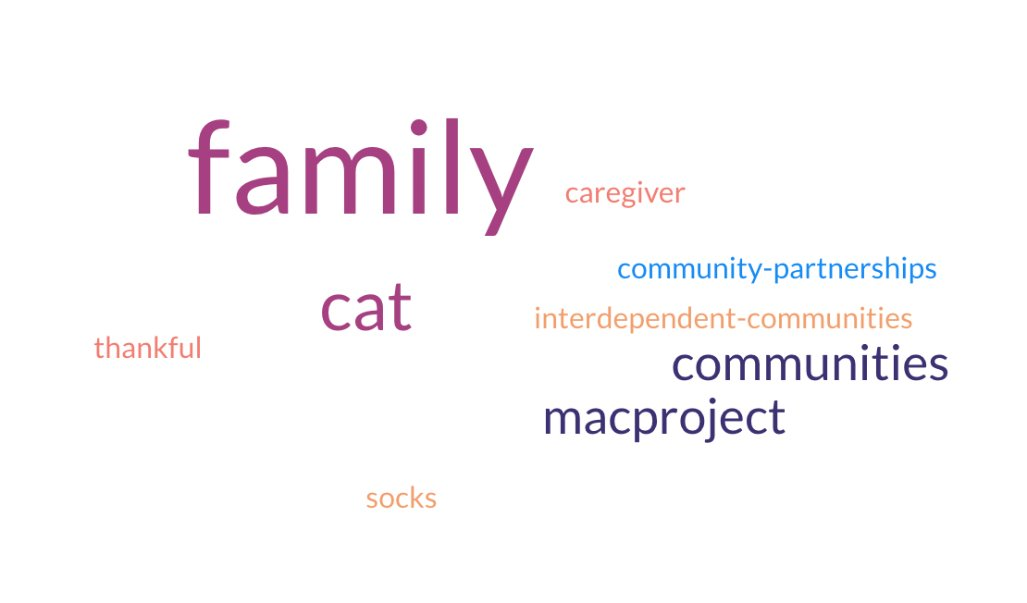 family
caregiver
community-partnerships
cat
interdependent-communities
thankful
communities
macproject
socks